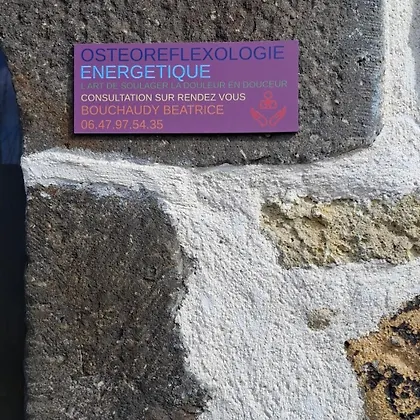 OSTEOREFLEXOLOGIE
ENERGETIQUE
L'ART DE SOULAGER LA DOULEUR EN DOUCEUR
CONSULTATION SUR RENDEZ VOUS
BOUCHAUDY BEATRICE
06.47.97.54.35